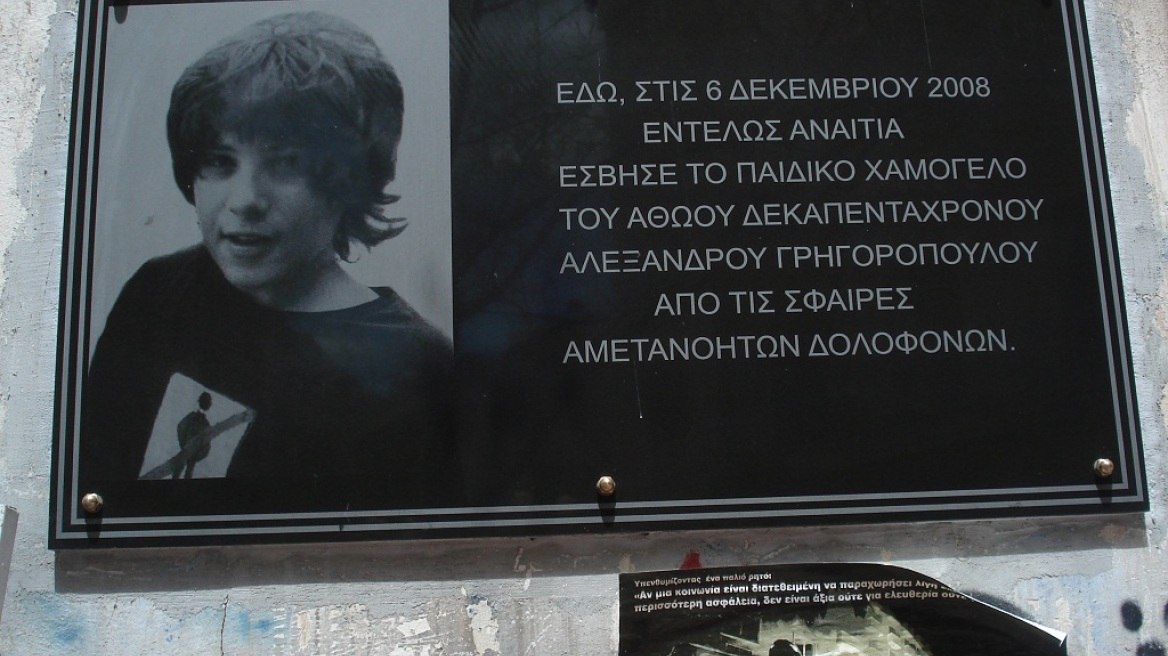 ΕΔΩ, ΣΤΙΣ 6 ΔΕΚΕΜΒΡΙΟΥ 2008
ΕΝΤΕΛΩΣ ΑΝΑΙΤΙΑ
ΕΣΒΗΣΕ ΤΟ ΠΑΙΔΙΚΟ ΧΑΜΟΓΕΛΟ
ΤΟΥ ΑΘΩΟΥ ΔΕΚΑΠΕΝΤΑΧΡΟΝΟΥ
ΑΛΕΞΑΝΔΡΟΥ ΓΡΗΓΟΡΟΠΟΥΛΟΥ
ΑΠΟ ΤΙΣ ΣΦΑΙΡΕΣ
ΑΜΕΤΑΝΟΗΤΩΝ ΔΟΛΟΦΟΝΩΝ.
Υπενθυμίζοντας ένα παλιό ρητό:
«Αν μια κοινωνία είναι διατεθειμένη να παραχωρήσει λίγη
περισσότερη ασφάλεια, δεν είναι άξια ούτε για ελευθερία ούτε